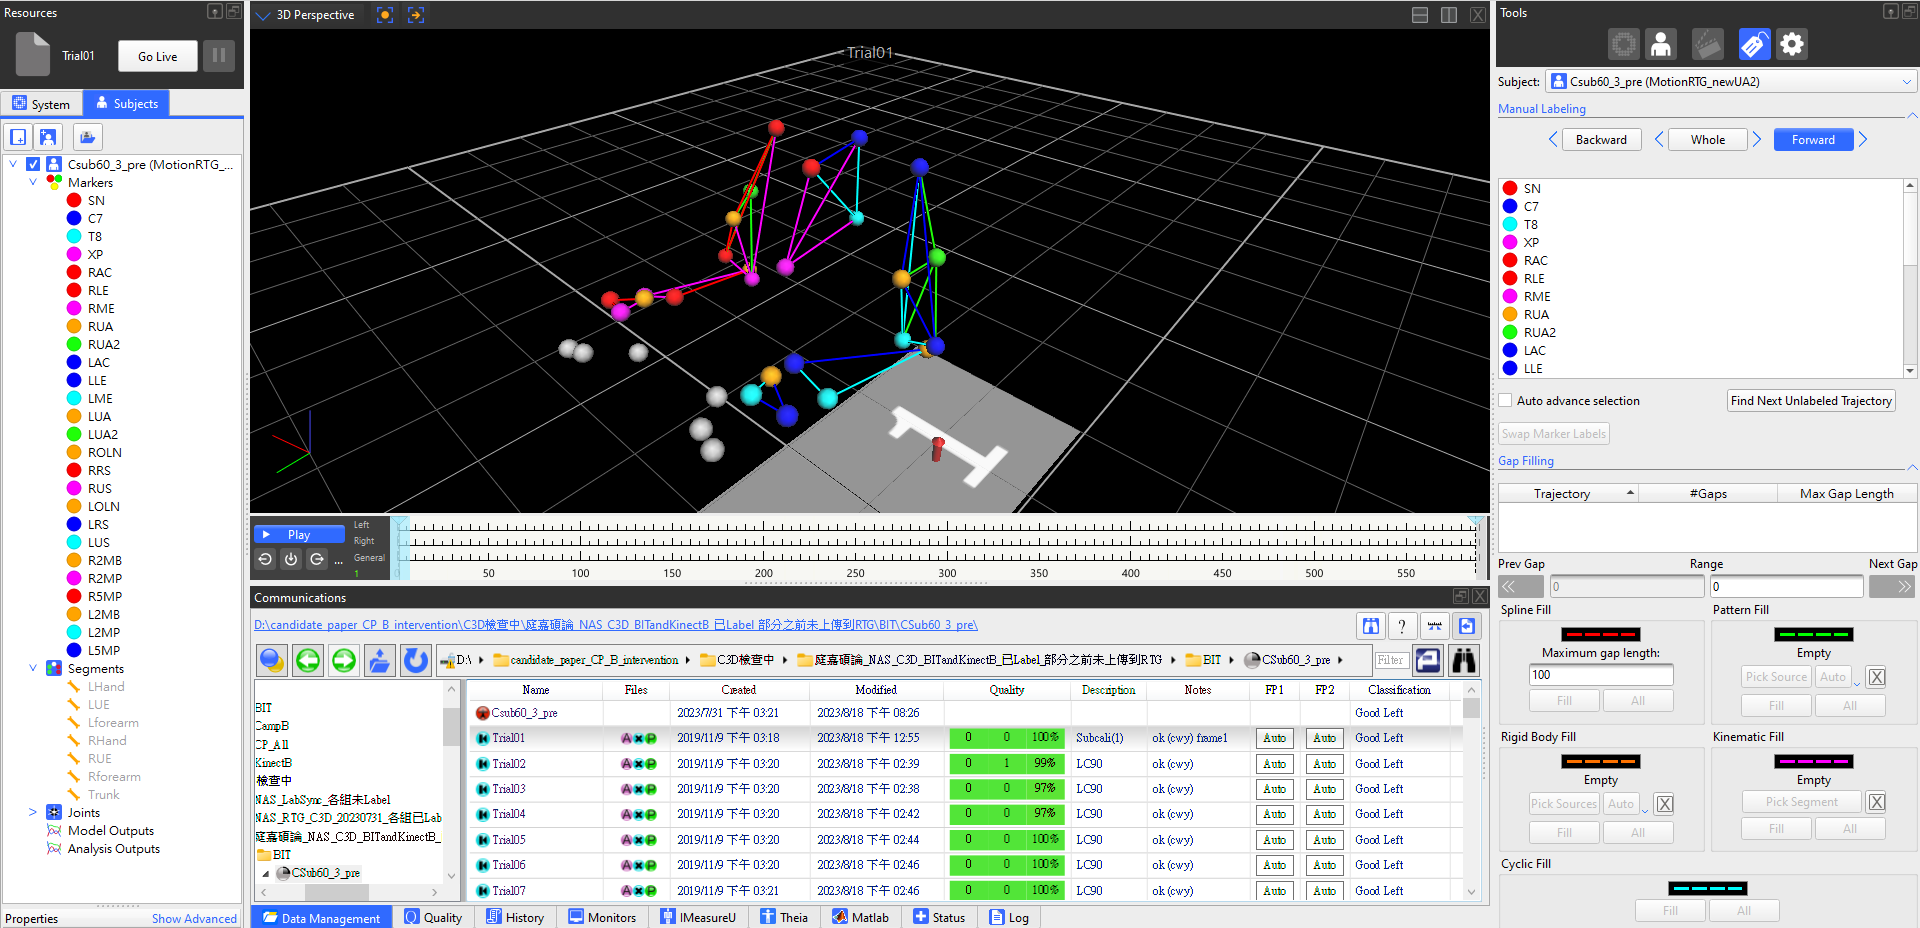 Resources
Trial01
Go Live
System
Subjects
Csub60_3_pre (MotionRTG_...
Markers
SN
C7
T8
XP
RAC
RLE
RME
RUA
RUA2
LAC
LLE
LME
LUA
LUA2
ROLN
RRS
RUS
LOLN
LRS
LUS
R2MB
R2MP
R5MP
L2MB
L2MP
L5MP
Segments
LHand
LUE
Lforearm
RHand
RUE
Rforearm
Trunk
Joints
Model Outputs
Analysis Outputs
Properties
Show Advanced
3D Perspective
Trial01
Play
Left
Right
General
1
...
50 100 150 200 250 300 350 400 450 500 550
Communications
D:\candidate_paper_CP_B_intervention\C3D檢查中\庭嘉碩論_NAS_C3D_BITandKinectB_已Label_部分之前未上傳到RTG\BIT\CSub60_3_pre\
D:\ candidate_paper_CP_B_intervention C3D檢查中 庭嘉碩論_NAS_C3D_BITandKinectB_已Label_部分之前未上傳到RTG BIT CSub60_3_pre
Filter
BIT
CampB
CP_All
KinectB
檢查中
NAS_LabSync_各組未Label
NAS_RTG_C3D_20230731_各組已Lab
庭嘉碩論_NAS_C3D_BITandKinectB_
BIT
CSub60_3_pre
Name Files Created Modified Quality Description Notes FP1 FP2 Classification
Csub60_3_pre 2023/7/31 下午 03:21 2023/8/18 下午 08:26 Good Left
Trial01 A x P 2019/11/9 下午 03:18 2023/8/18 下午 12:55 0 0 100% Subcali(1) ok (cwy) frame1 Auto Auto Good Left
Trial02 A x P 2019/11/9 下午 03:20 2023/8/18 下午 02:39 0 1 99% LC90 ok (cwy) Auto Auto Good Left
Trial03 A x P 2019/11/9 下午 03:20 2023/8/18 下午 02:38 0 0 97% LC90 ok (cwy) Auto Auto Good Left
Trial04 A x P 2019/11/9 下午 03:20 2023/8/18 下午 02:42 0 0 97% LC90 ok (cwy) Auto Auto Good Left
Trial05 A x P 2019/11/9 下午 03:20 2023/8/18 下午 02:44 0 0 100% LC90 ok (cwy) Auto Auto Good Left
Trial06 A x P 2019/11/9 下午 03:20 2023/8/18 下午 02:46 0 0 100% LC90 ok (cwy) Auto Auto Good Left
Trial07 A x P 2019/11/9 下午 03:21 2023/8/18 下午 02:46 0 0 100% LC90 ok (cwy) Auto Auto Good Left
Data Management Quality History Monitors IMeasureU Theia Matlab Status Log
Tools
Subject: Csub60_3_pre (MotionRTG_newUA2)
Manual Labeling
Backward Whole Forward
SN
C7
T8
XP
RAC
RLE
RME
RUA
RUA2
LAC
LLE
Auto advance selection
Find Next Unlabeled Trajectory
Swap Marker Labels
Gap Filling
Trajectory #Gaps Max Gap Length
Prev Gap Range Next Gap
0 0
Spline Fill
Maximum gap length:
100
Fill All
Pattern Fill
Empty
Pick Source Auto X
Fill All
Rigid Body Fill
Empty
Pick Sources Auto X
Fill All
Kinematic Fill
Empty
Pick Segment X
Fill All
Cyclic Fill
Fill All